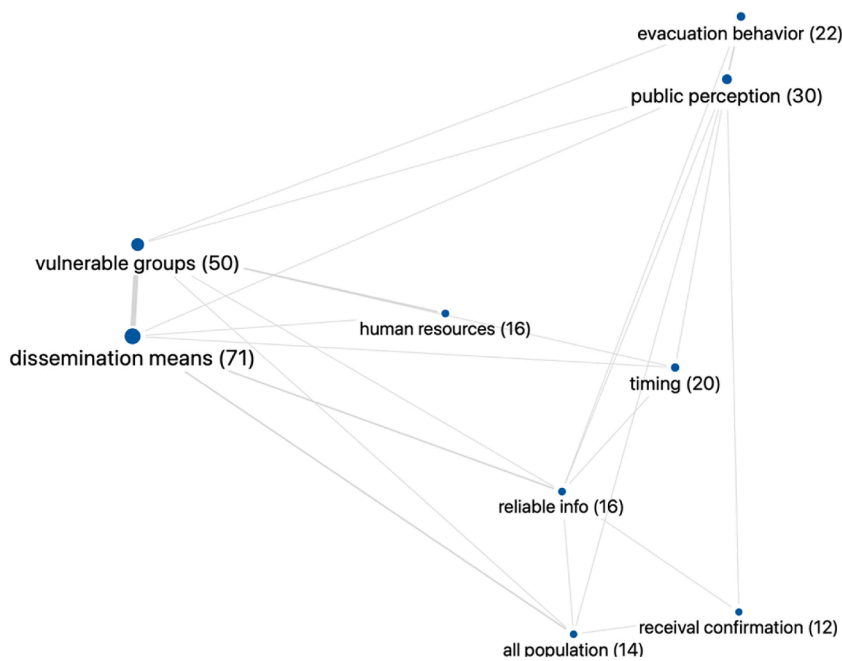 evacuation behavior (22)
public perception (30)
vulnerable groups (50)
human resources (16)
dissemination means (71)
timing (20)
reliable info (16)
receival confirmation (12)
all population (14)